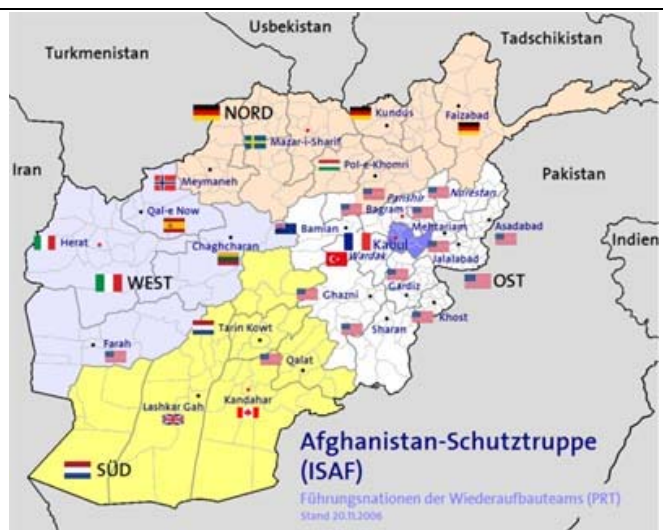 Usbekistan
Turkmenistan
Tadschikistan
NORD
Kundus
Faizabad
Mazar-i-Sharif
Pol-e-Khomri
Iran
Meymaneh
Pakistan
Panshir
Norestan
Qal-e Now
Bagram
Bamian
Mehtariam
Asadabad
Herat
Chaghcharan
Kabul
Wardak
Jalalabad
Indien
WEST
OST
Ghazni
Gardiz
Khost
Tarin Kowt
Sharan
Farah
Qalat
Lashkar Gah
Kandahar
SÜD
Afghanistan-Schutztruppe
(ISAF)
Führungsnationen der Wiederaufbauteams (PRT)
Stand 20.11.2006